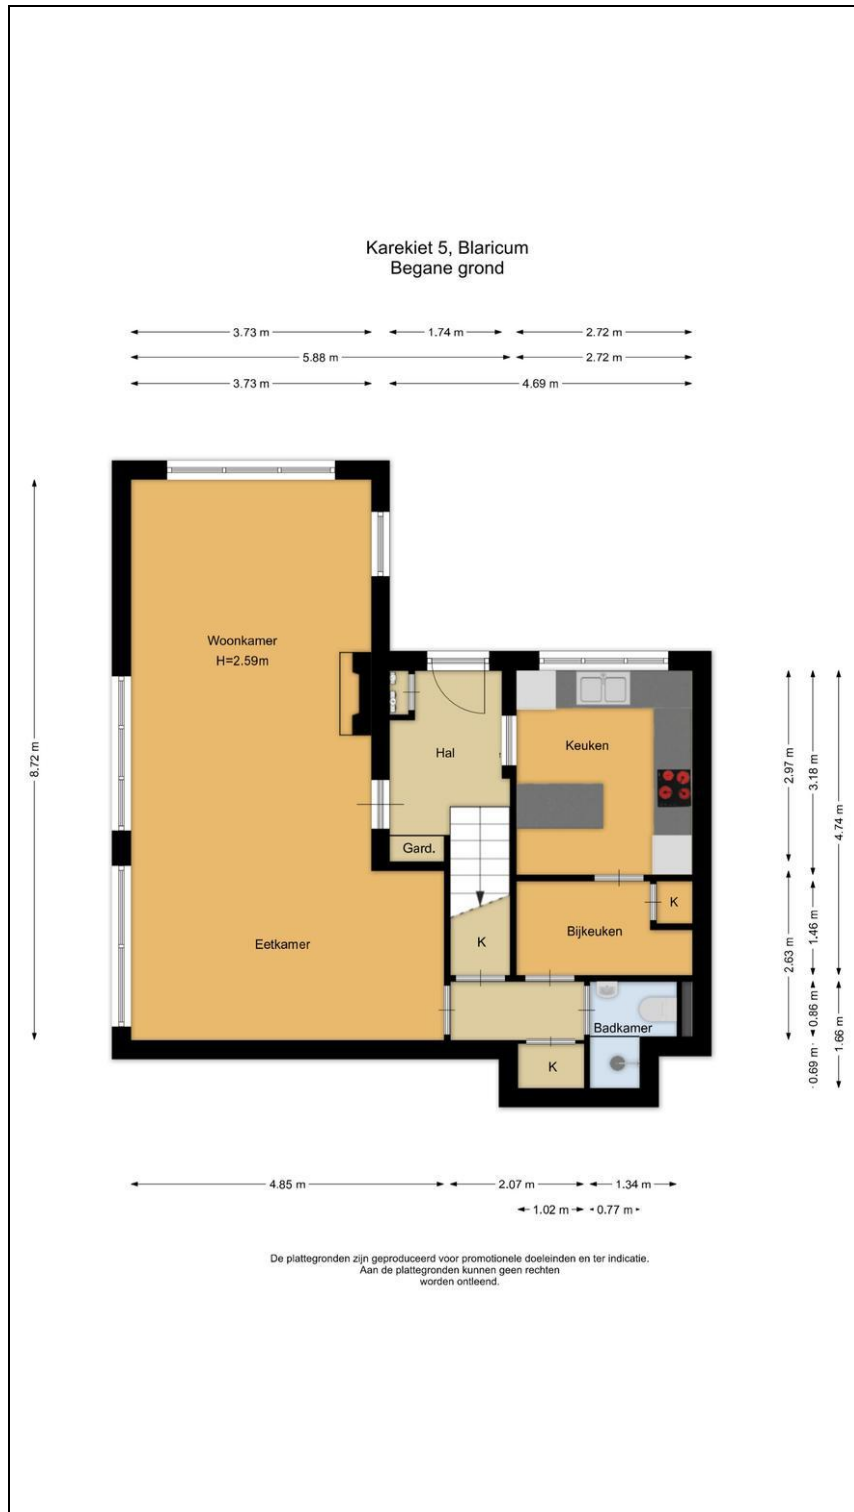 Karekiet 5, Blaricum
Begane grond
3.73 m
1.74 m
2.72 m
5.88 m
2.72 m
3.73 m
4.69 m
8.72 m
Woonkamer
H=2.59m
Hal
Keuken
Gard.
Eetkamer
K
Bijkeuken
K
Badkamer
K
2.97 m
3.18 m
4.74 m
2.63 m
1.46 m
0.86 m
1.66 m
0.69 m
4.85 m
2.07 m
1.34 m
1.02 m
0.77 m
De plattegronden zijn geproduceerd voor promotionele doeleinden en ter indicatie.
Aan de plattegronden kunnen geen rechten
worden ontleend.